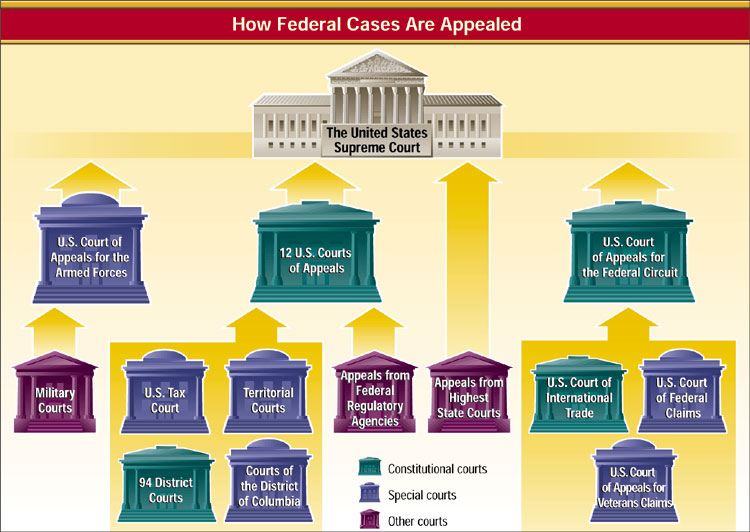 How Federal Cases Are Appealed
The United States
Supreme Court
U.S. Court of
Appeals for the
Armed Forces
12 U.S. Courts
of Appeals
U.S. Court
of Appeals for
the Federal Circuit
Military
Courts
U.S. Tax
Court
Territorial
Courts
Appeals from
Federal
Regulatory
Agencies
Appeals from
Highest
State Courts
U.S. Court of
International
Trade
U.S. Court
of Federal
Claims
94 District
Courts
Courts of
the District
of Columbia
U.S. Court
of Appeals for
Veterans Claims
Constitutional courts
Special courts
Other courts